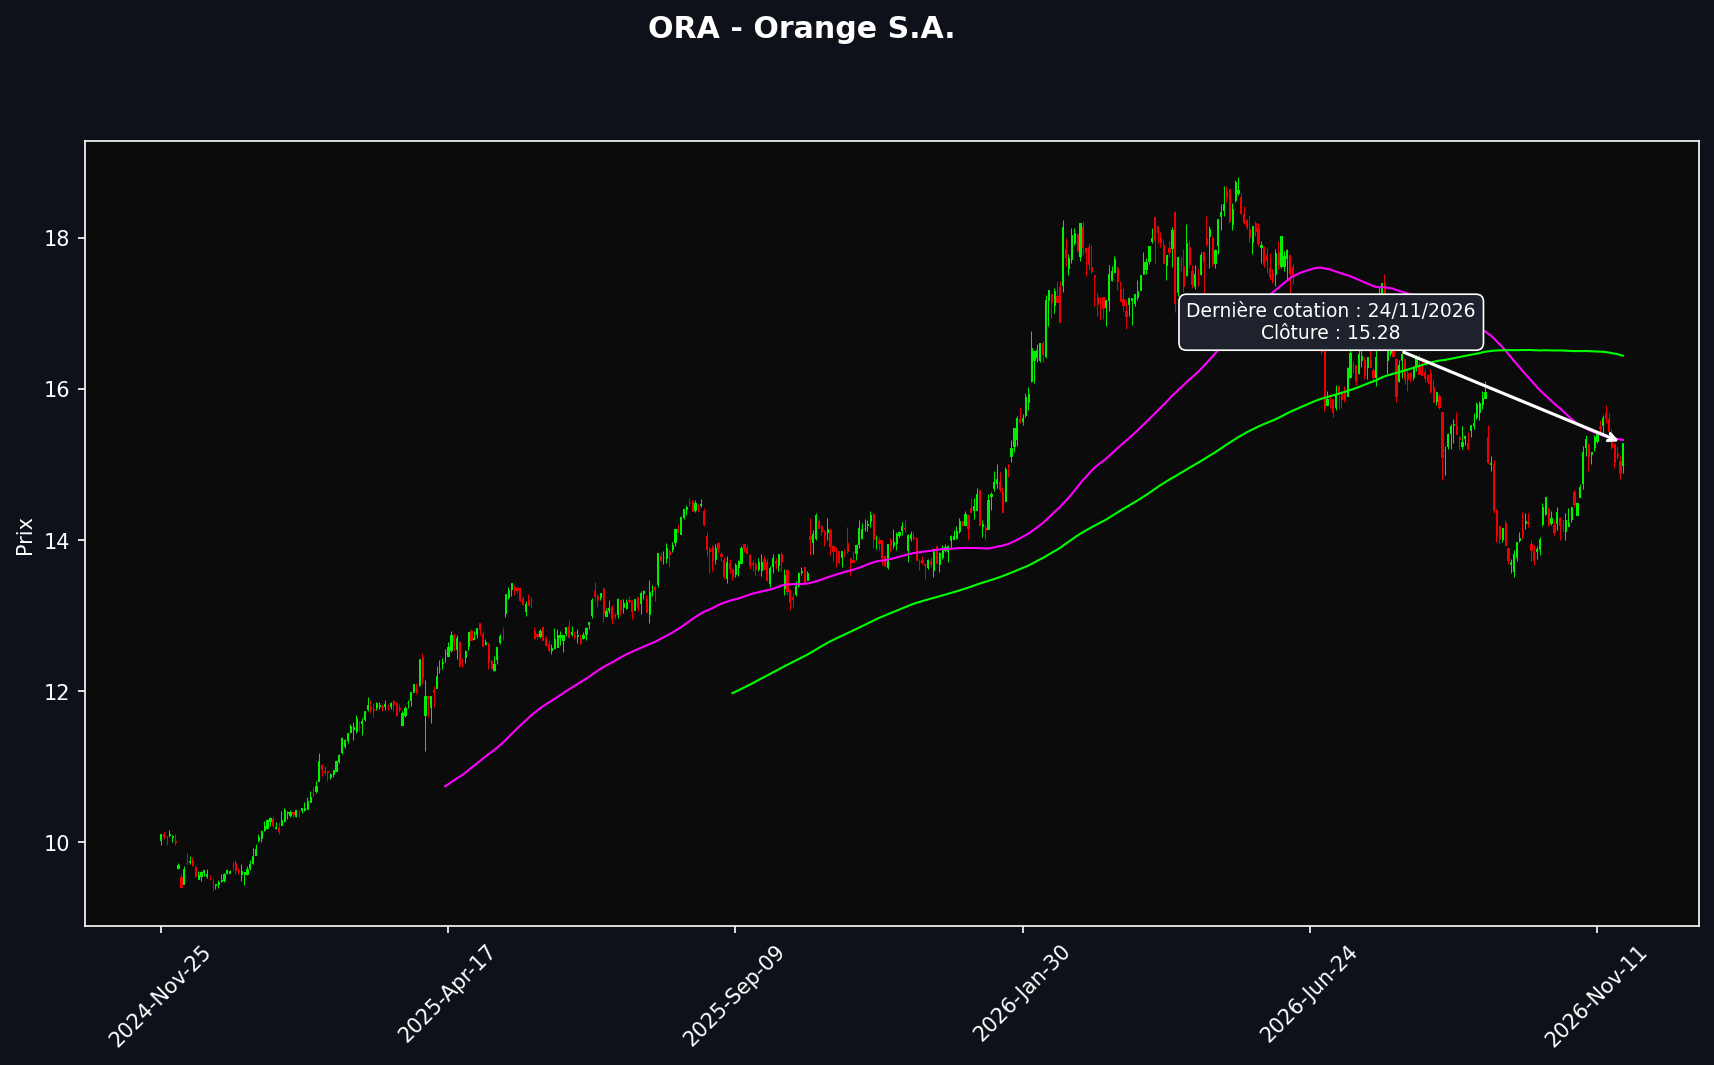 ORA - Orange S.A.
18
16
14
12
10
Prix
Dernière cotation : 24/11/2026
Clôture : 15.28
2024-Nov-25
2025-Apr-17
2025-Sep-09
2026-Jan-30
2026-Jun-24
2026-Nov-11